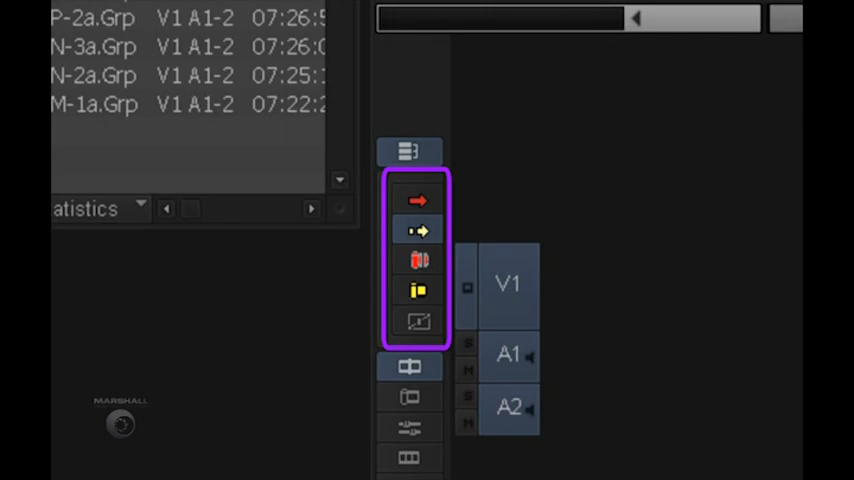 P-2a.Grp V1 A1-2 07:26:5
N-3a.Grp V1 A1-2 07:26:0
N-2a.Grp V1 A1-2 07:25:
M-1a.Grp V1 A1-2 07:22:2
atistics
V1
S
A1
M
S
A2
M
MARSHALL